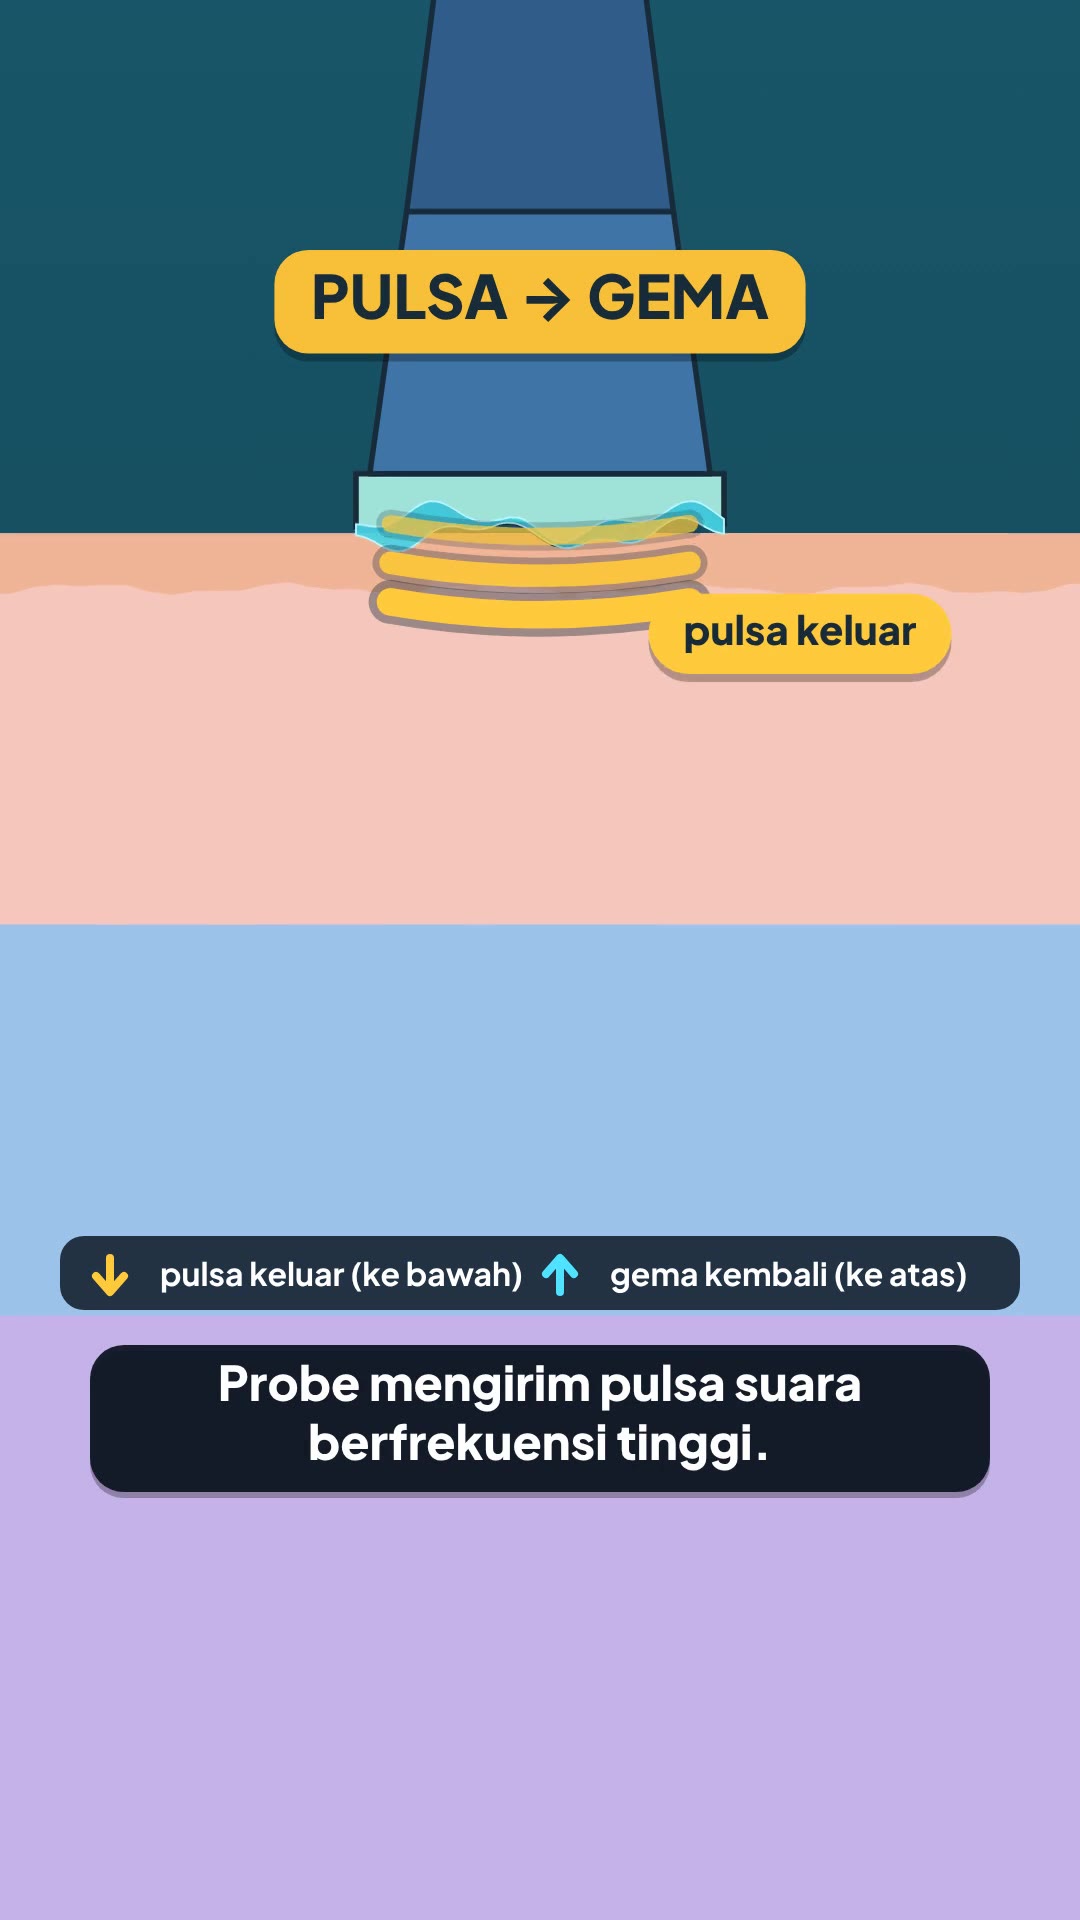 PULSA → GEMA
pulsa keluar
pulsa keluar (ke bawah)
gema kembali (ke atas)
Probe mengirim pulsa suara
berfrekuensi tinggi.